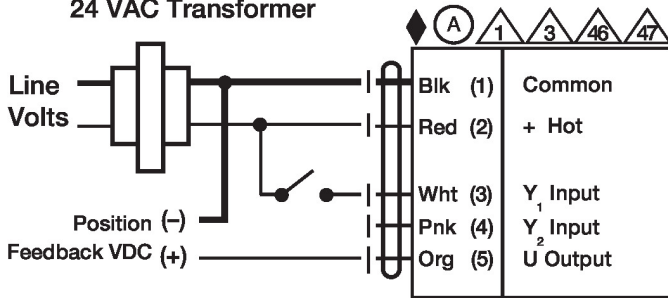 24 VAC Transformer
A 1 3 46 47
Line Volts
Blk (1) Common
Red (2) + Hot
Wht (3) Y1 Input
Pnk (4) Y2 Input
Org (5) U Output
Position (–)
Feedback VDC (+)